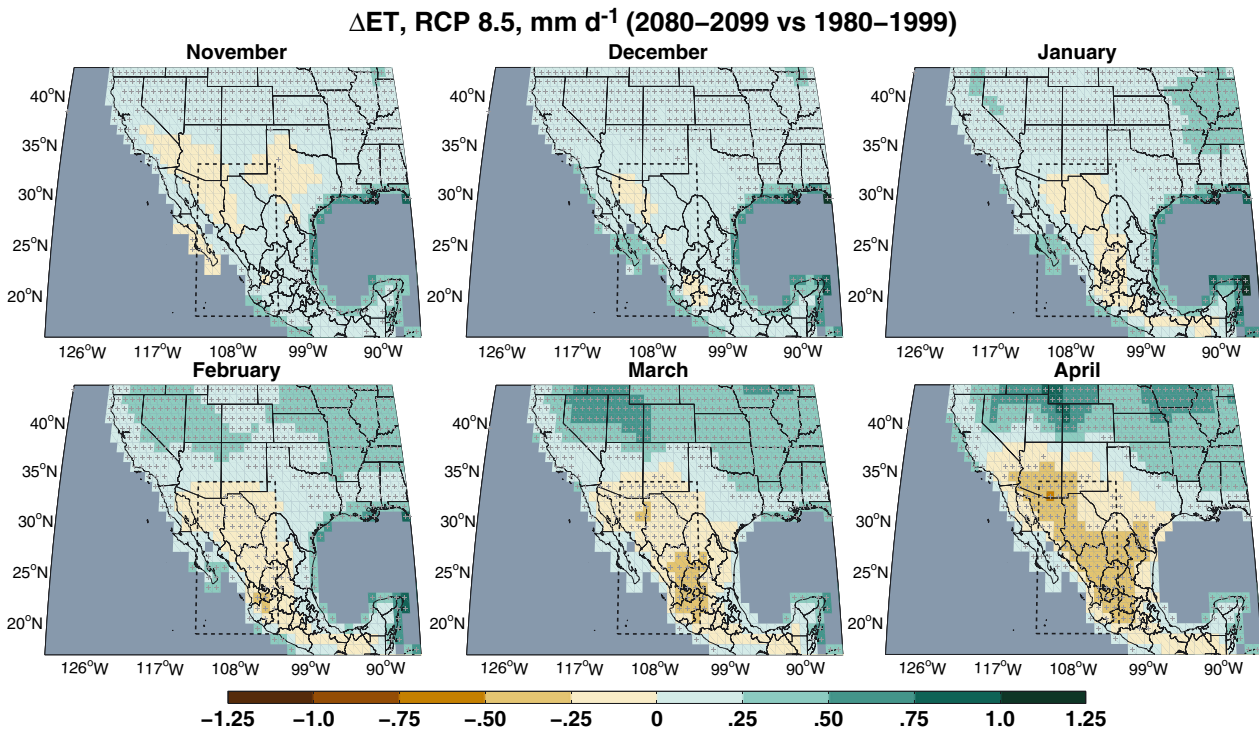 ΔET, RCP 8.5, mm d⁻¹ (2080−2099 vs 1980−1999)
November December January
40°N 40°N 40°N
35°N 35°N 35°N
30°N 30°N 30°N
25°N 25°N 25°N
20°N 20°N 20°N
126°W 117°W 108°W 99°W 90°W 126°W 117°W 108°W 99°W 90°W 126°W 117°W 108°W 99°W 90°W
February March April
40°N 40°N 40°N
35°N 35°N 35°N
30°N 30°N 30°N
25°N 25°N 25°N
20°N 20°N 20°N
126°W 117°W 108°W 99°W 90°W 126°W 117°W 108°W 99°W 90°W 126°W 117°W 108°W 99°W 90°W
−1.25 −1.0 −.75 −.50 −.25 0 .25 .50 .75 1.0 1.25